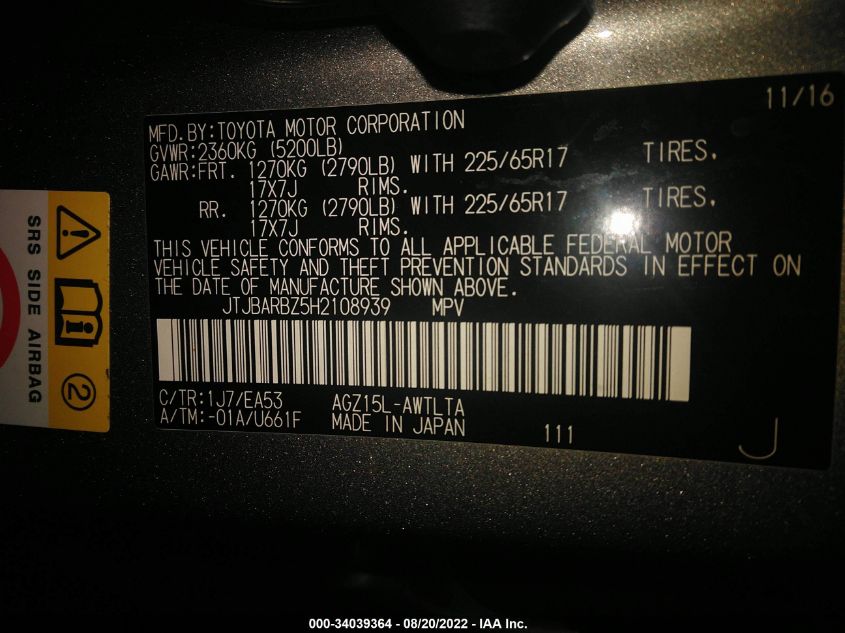 11/16
MFD.BY:TOYOTA MOTOR CORPORATION
GVWR:2360KG (5200LB)
GAWR:FRT. 1270KG (2790LB) WITH 225/65R17 TIRES.
17X7J RIMS.
RR. 1270KG (2790LB) WITH 225/65R17 TIRES.
17X7J RIMS.
THIS VEHICLE CONFORMS TO ALL APPLICABLE FEDERAL MOTOR
VEHICLE SAFETY AND THEFT PREVENTION STANDARDS IN EFFECT ON
THE DATE OF MANUFACTURE SHOWN ABOVE.
JTJBARBZ5H2108939 MPV
C/TR:1J7/EA53 AGZ15L-AWTLTA
A/TM:-01A/U661F MADE IN JAPAN 111
J
SRS SIDE AIRBAG
2
000-34039364 - 08/20/2022 - IAA Inc.